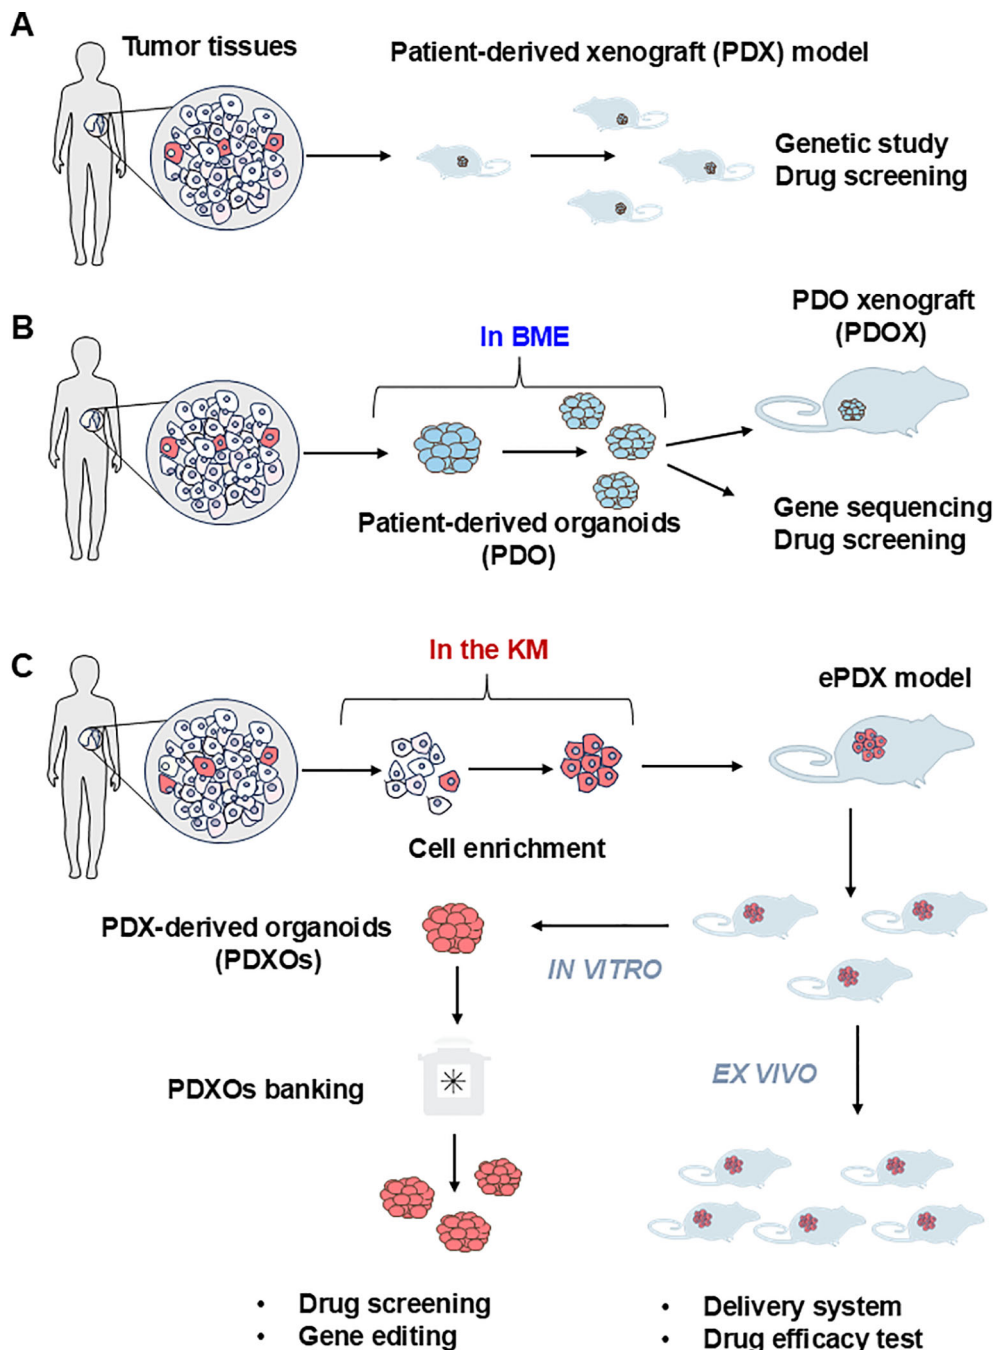 A
Tumor tissues
Patient-derived xenograft (PDX) model
Genetic study
Drug screening
B
In BME
PDO xenograft
(PDOX)
Patient-derived organoids
(PDO)
Gene sequencing
Drug screening
C
In the KM
ePDX model
Cell enrichment
PDX-derived organoids
(PDXOs)
IN VITRO
PDXOs banking
EX VIVO
• Drug screening
• Gene editing
• Delivery system
• Drug efficacy test